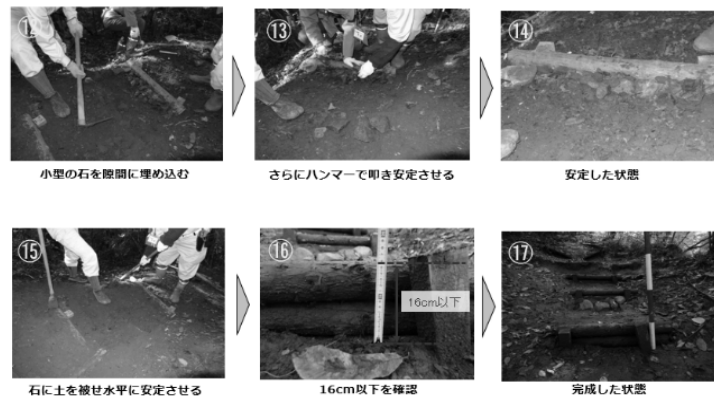 ⑫
⑬
⑭
小型の石を隙間に埋め込む
さらにハンマーで叩き安定させる
安定した状態
⑮
⑯
⑰
16cm以下
石に土を被せ水平に安定させる
16cm以下を確認
完成した状態